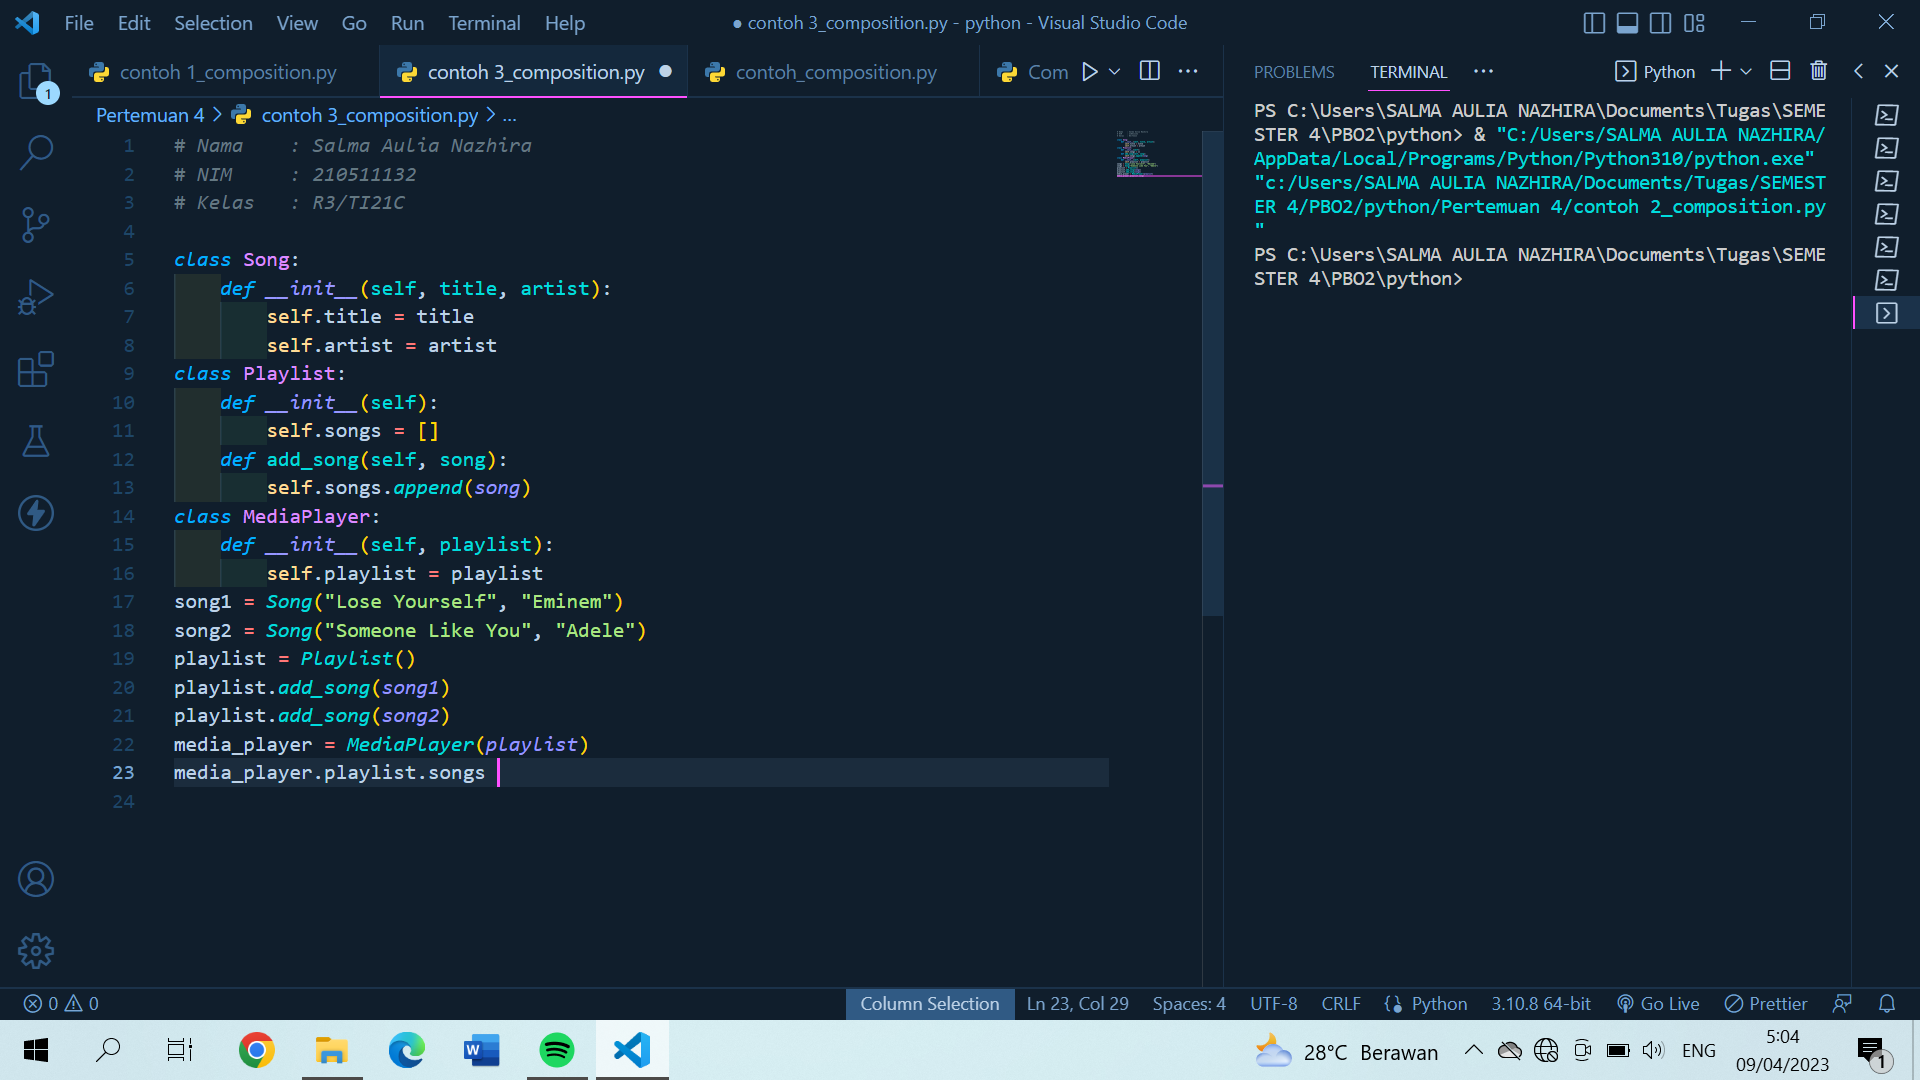 File Edit Selection View Go Run Terminal Help
● contoh 3_composition.py - python - Visual Studio Code
contoh 1_composition.py
contoh 3_composition.py ●
contoh_composition.py
Com
Pertemuan 4 > contoh 3_composition.py > ...
1 # Nama    : Salma Aulia Nazhira
2 # NIM     : 210511132
3 # Kelas   : R3/TI21C
4
5 class Song:
6     def __init__(self, title, artist):
7         self.title = title
8         self.artist = artist
9 class Playlist:
10     def __init__(self):
11         self.songs = []
12     def add_song(self, song):
13         self.songs.append(song)
14 class MediaPlayer:
15     def __init__(self, playlist):
16         self.playlist = playlist
17 song1 = Song("Lose Yourself", "Eminem")
18 song2 = Song("Someone Like You", "Adele")
19 playlist = Playlist()
20 playlist.add_song(song1)
21 playlist.add_song(song2)
22 media_player = MediaPlayer(playlist)
23 media_player.playlist.songs
24
PROBLEMS TERMINAL ··· Python
PS C:\Users\SALMA AULIA NAZHIRA\Documents\Tugas\SEME
STER 4\PBO2\python> & "C:/Users/SALMA AULIA NAZHIRA/
AppData/Local/Programs/Python/Python310/python.exe"
"c:/Users/SALMA AULIA NAZHIRA/Documents/Tugas/SEMEST
ER 4/PBO2/python/Pertemuan 4/contoh 2_composition.py
"
PS C:\Users\SALMA AULIA NAZHIRA\Documents\Tugas\SEME
STER 4\PBO2\python>
1
0 0
Column Selection Ln 23, Col 29 Spaces: 4 UTF-8 CRLF Python 3.10.8 64-bit Go Live Prettier
W
28°C Berawan
ENG
5:04
09/04/2023
1